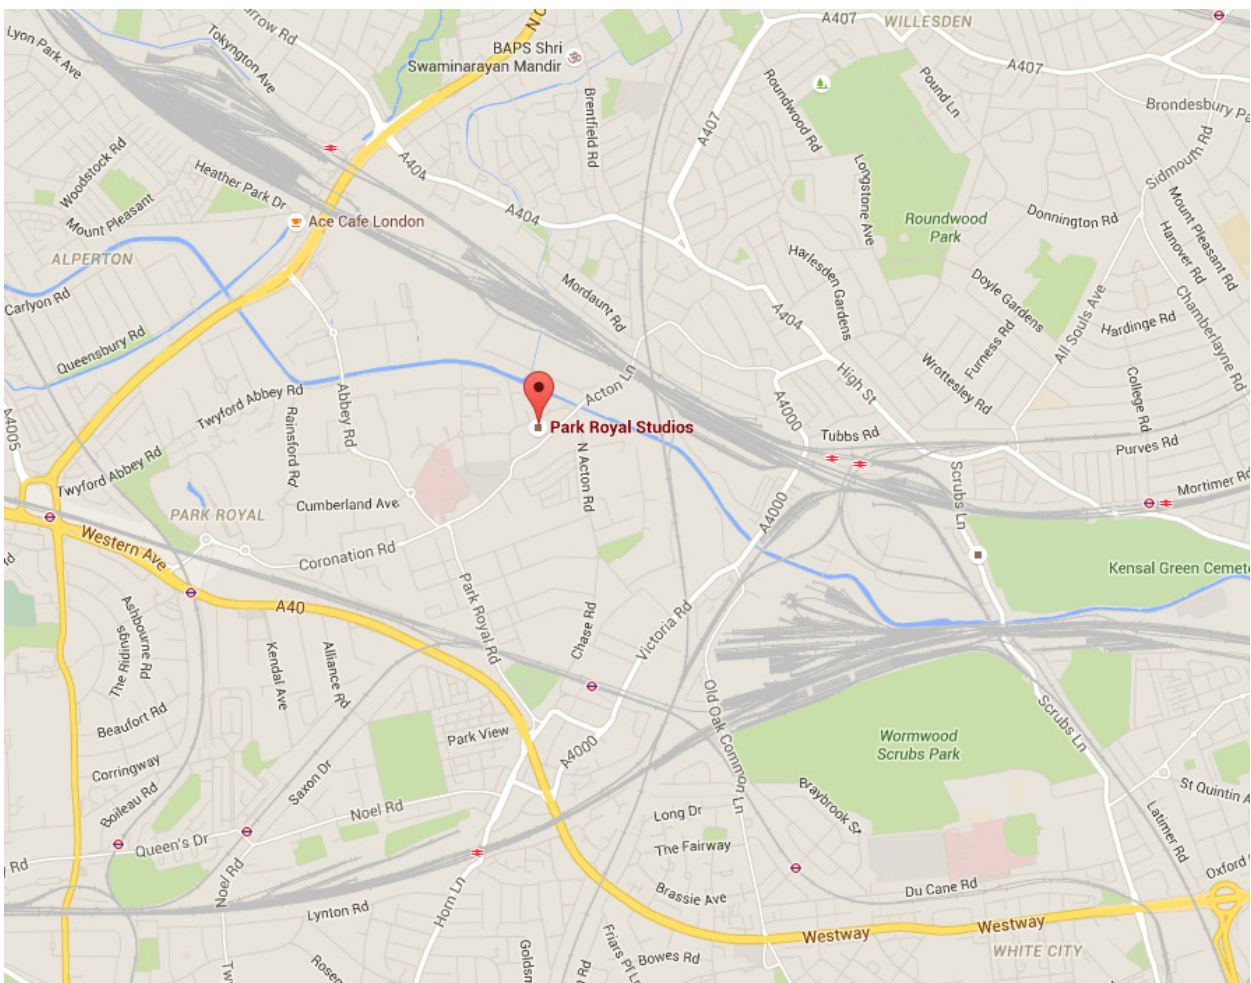 A407
WILLESDEN
Lyon Park Ave
Tokyngton Ave
BAPS Shri
Swaminarayan Mandir
A407
Roundwood Rd
Pound Ln
Brentfield Rd
A407
Woodstock Rd
Heather Park Dr
A404
Sidmouth Rd
Mount Pleasant
Ace Cafe London
A404
Longstone Ave
Roundwood
Park
Donnington Rd
Mount Pleasant Rd
Hanover Rd
ALPERTON
Carlyon Rd
Mordaunt Rd
Harlesden Gardens
Doyle Gardens
All Souls Ave
Chamberlayne Rd
A404
Furness Rd
Hardinge Rd
Queensbury Rd
High St
Wrottesley Rd
Twyford Abbey Rd
Abbey Rd
Acton Ln
A4000
College Rd
A4005
Rainsford Rd
Park Royal Studios
Tubbs Rd
Purves Rd
Twyford Abbey Rd
N Acton Rd
Scrubs Ln
Mortimer Rd
Cumberland Ave
PARK ROYAL
A4000
Western Ave
Coronation Rd
Kensal Green Ceme
A40
Park Royal Rd
Chase Rd
Victoria Rd
Ashbourne Rd
The Ridings
Kendal Ave
Alliance Rd
Old Oak Common Ln
Scrubs Ln
Beaufort Rd
Park View
A4000
Wormwood
Scrubs Park
Corringway
Saxon Dr
Boileau Rd
Noel Rd
Long Dr
Braybrook St
St Quintin A
Queen's Dr
The Fairway
Latimer Rd
Noel Rd
Brassie Ave
Du Cane Rd
Oxford
Lynton Rd
Horn Ln
Westway
Westway
Friars Pl Ln
Bowes Rd
WHITE CITY